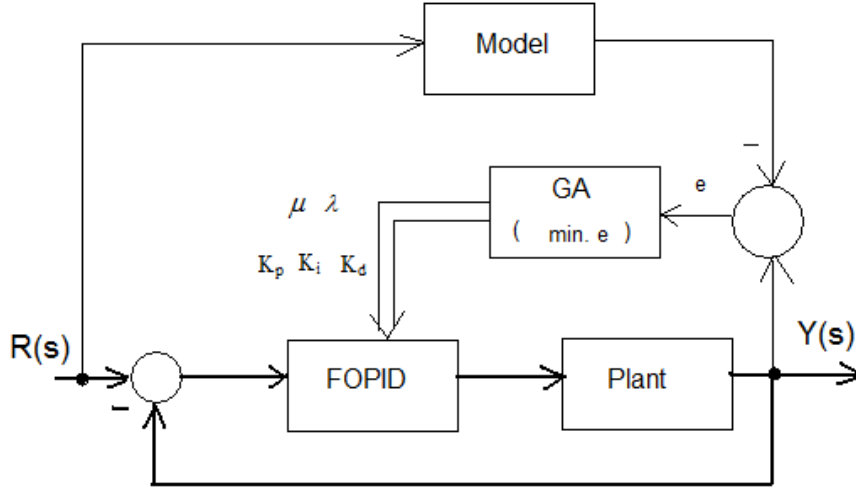 Model
−
GA
e
( min. e )
μ λ
Kp Ki Kd
R(s)
FOPID
Plant
Y(s)
−